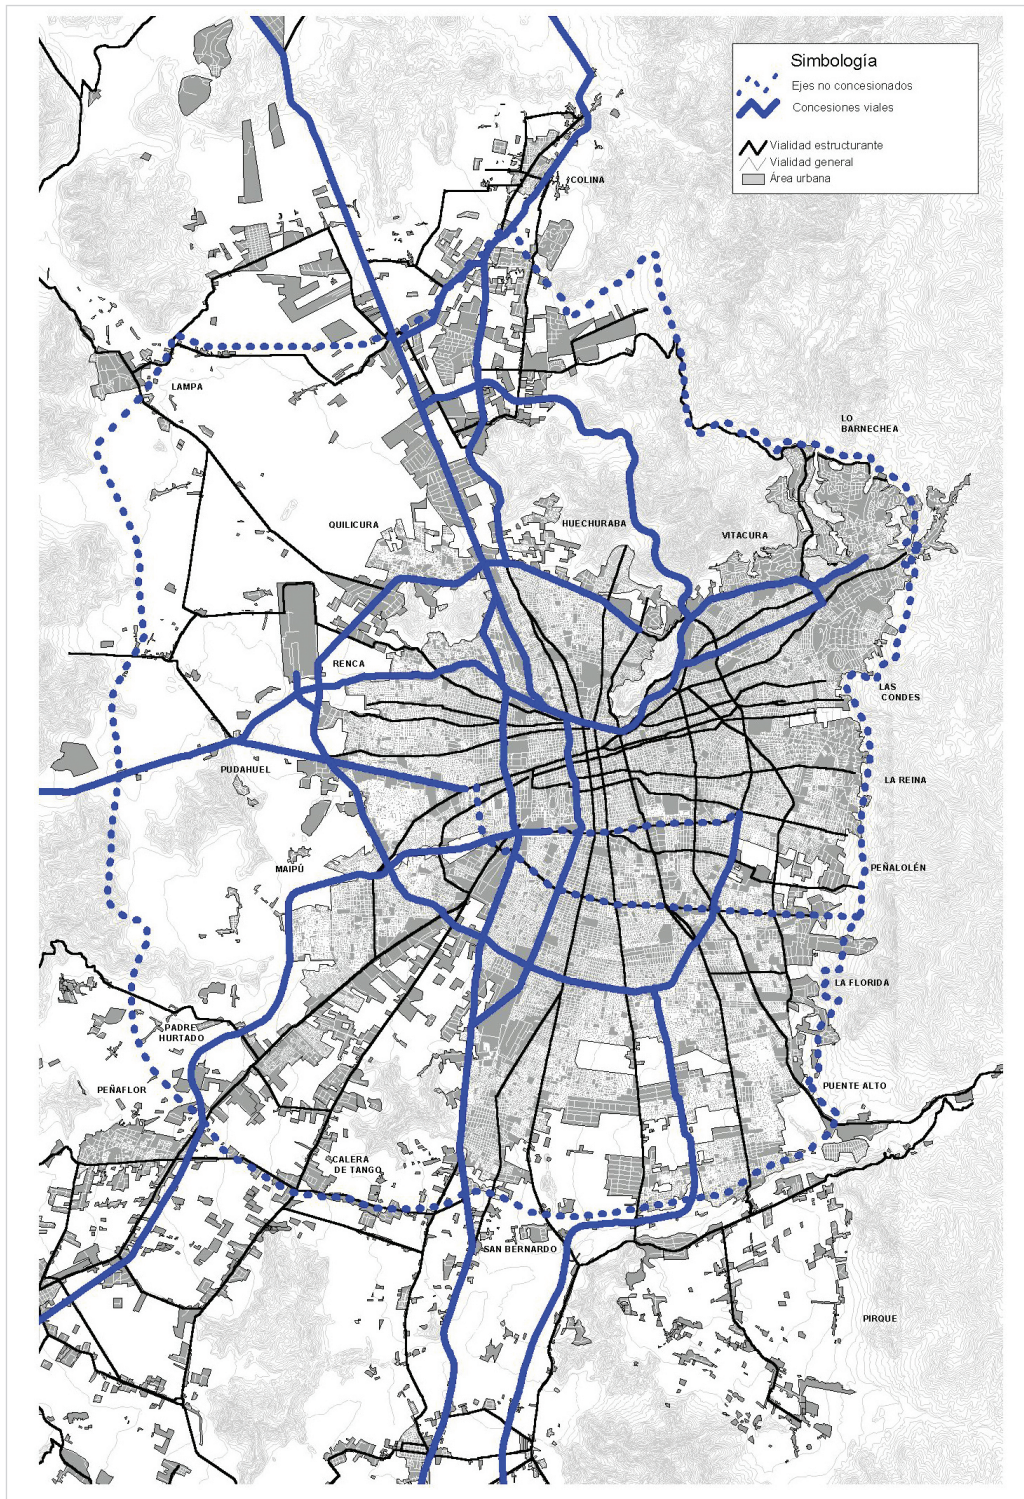 Simbología
Ejes no concesionados
Concesiones viales
Vialidad estructurante
Vialidad general
Área urbana
COLINA
LAMPA
LO
BARNECHEA
QUILICURA
HUECHURABA
VITACURA
RENCA
LAS
CONDES
PUDAHUEL
LA REINA
MAIPÚ
PEÑALOLÉN
LA FLORIDA
PADRE
HURTADO
PEÑAFLOR
PUENTE ALTO
CALERA
DE TANGO
SAN BERNARDO
PIRQUE